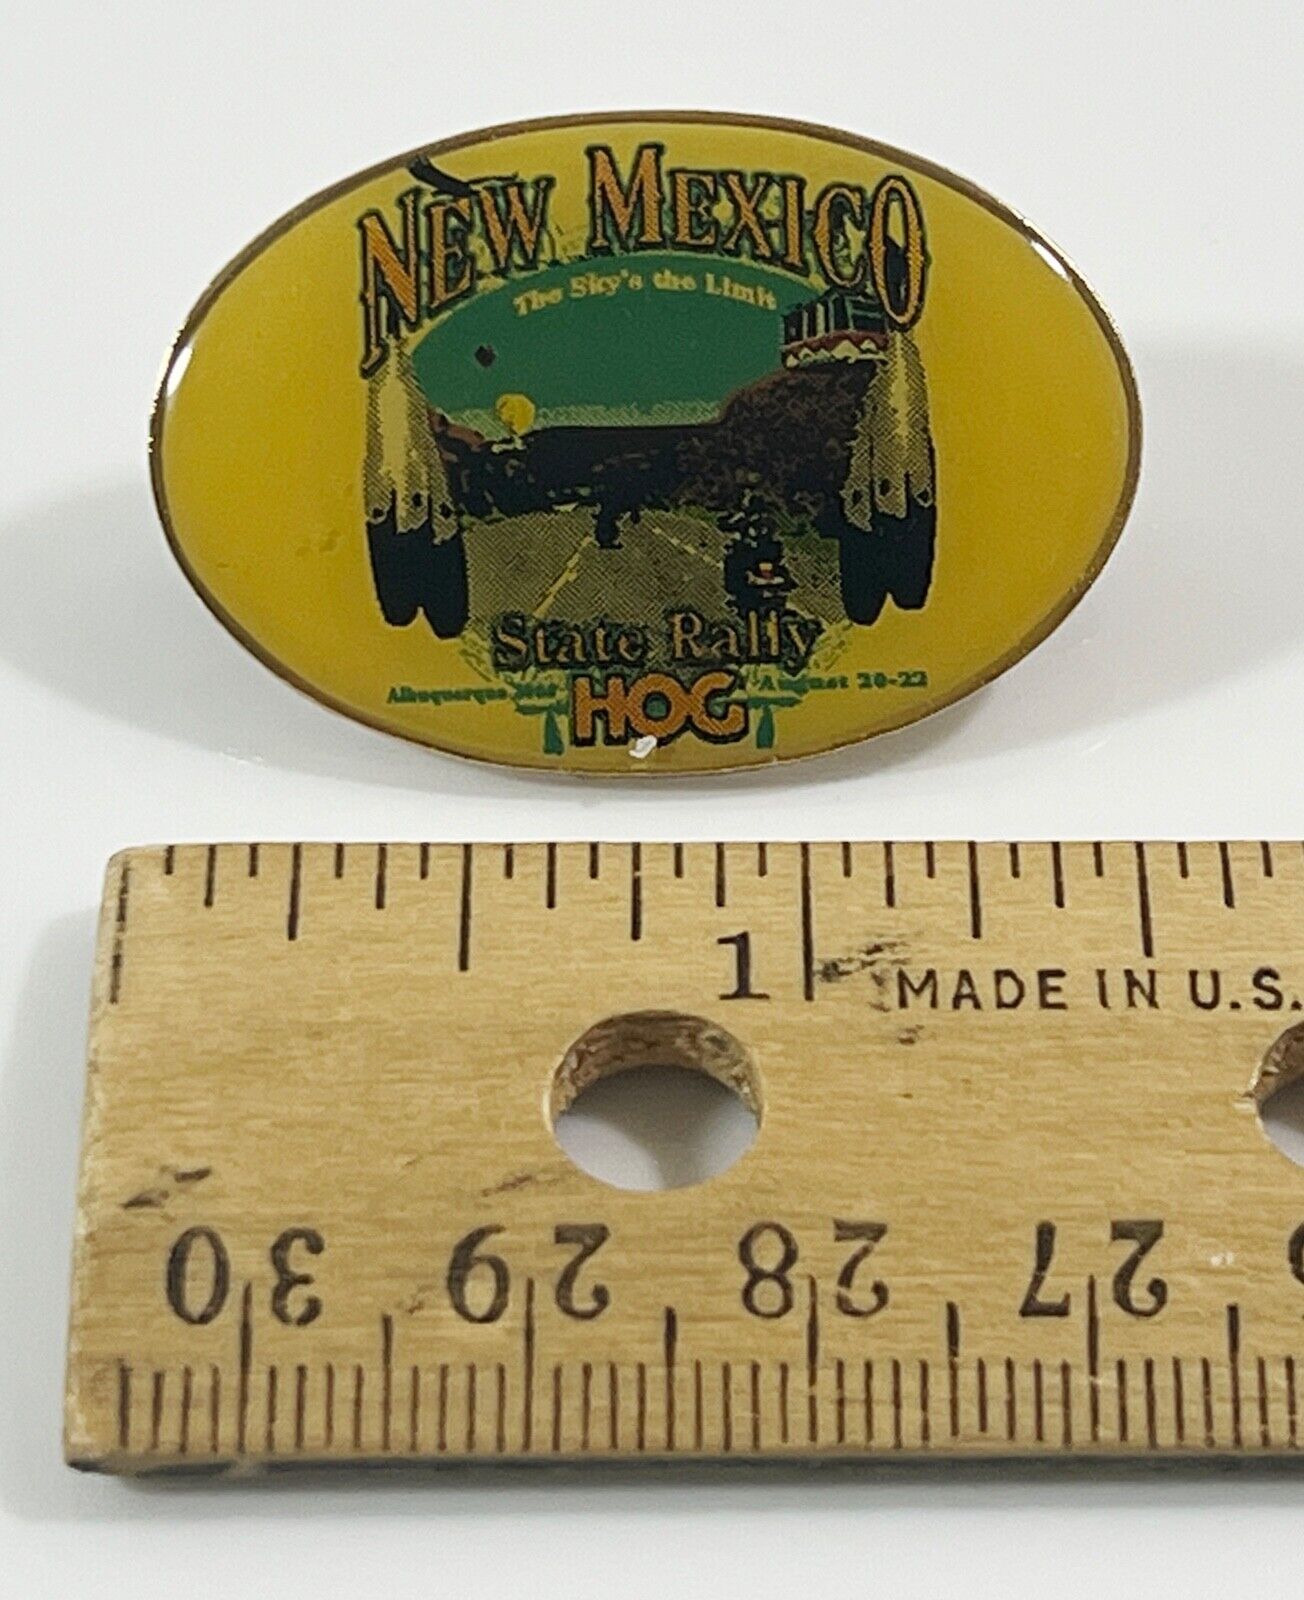 NEW MEXICO
The Sky's the Limit
State Rally
Albuquerque
August 20-22
HOG
1
MADE IN U.S.
30 29 28 27